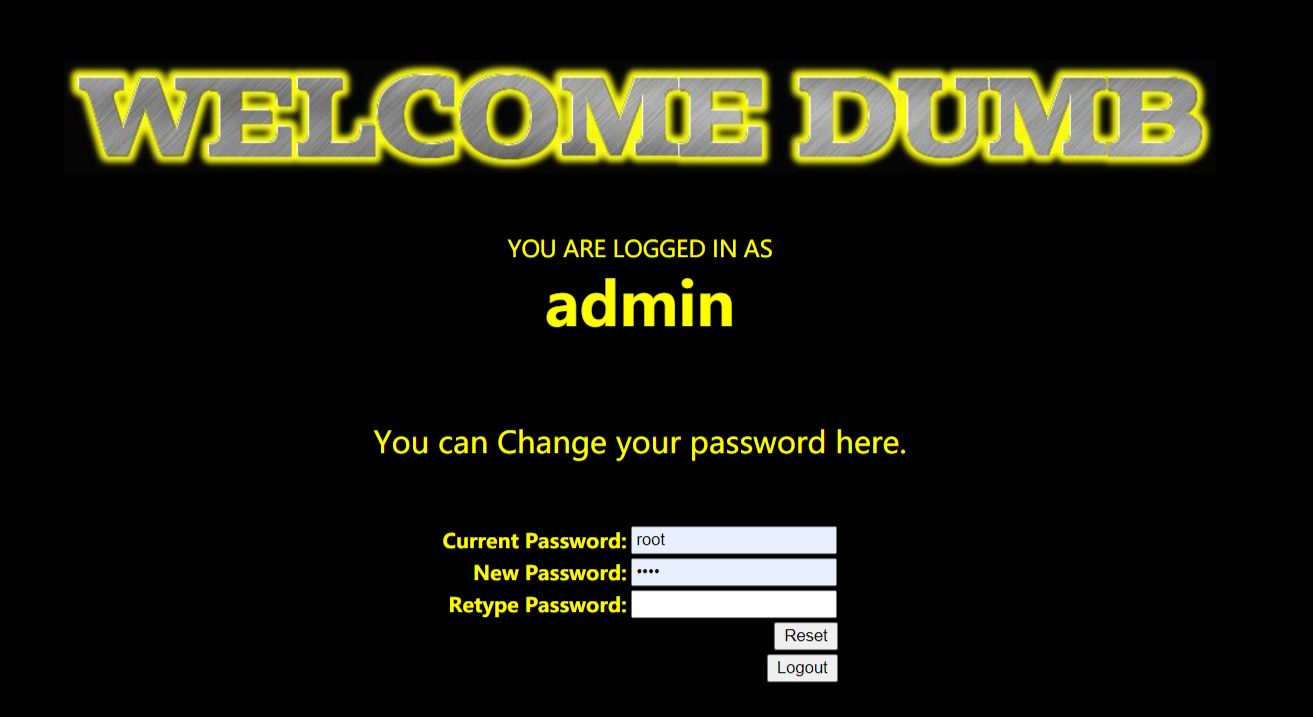 WELCOME DUMB
YOU ARE LOGGED IN AS
admin
You can Change your password here.
Current Password: root
New Password: ••••
Retype Password:
Reset
Logout